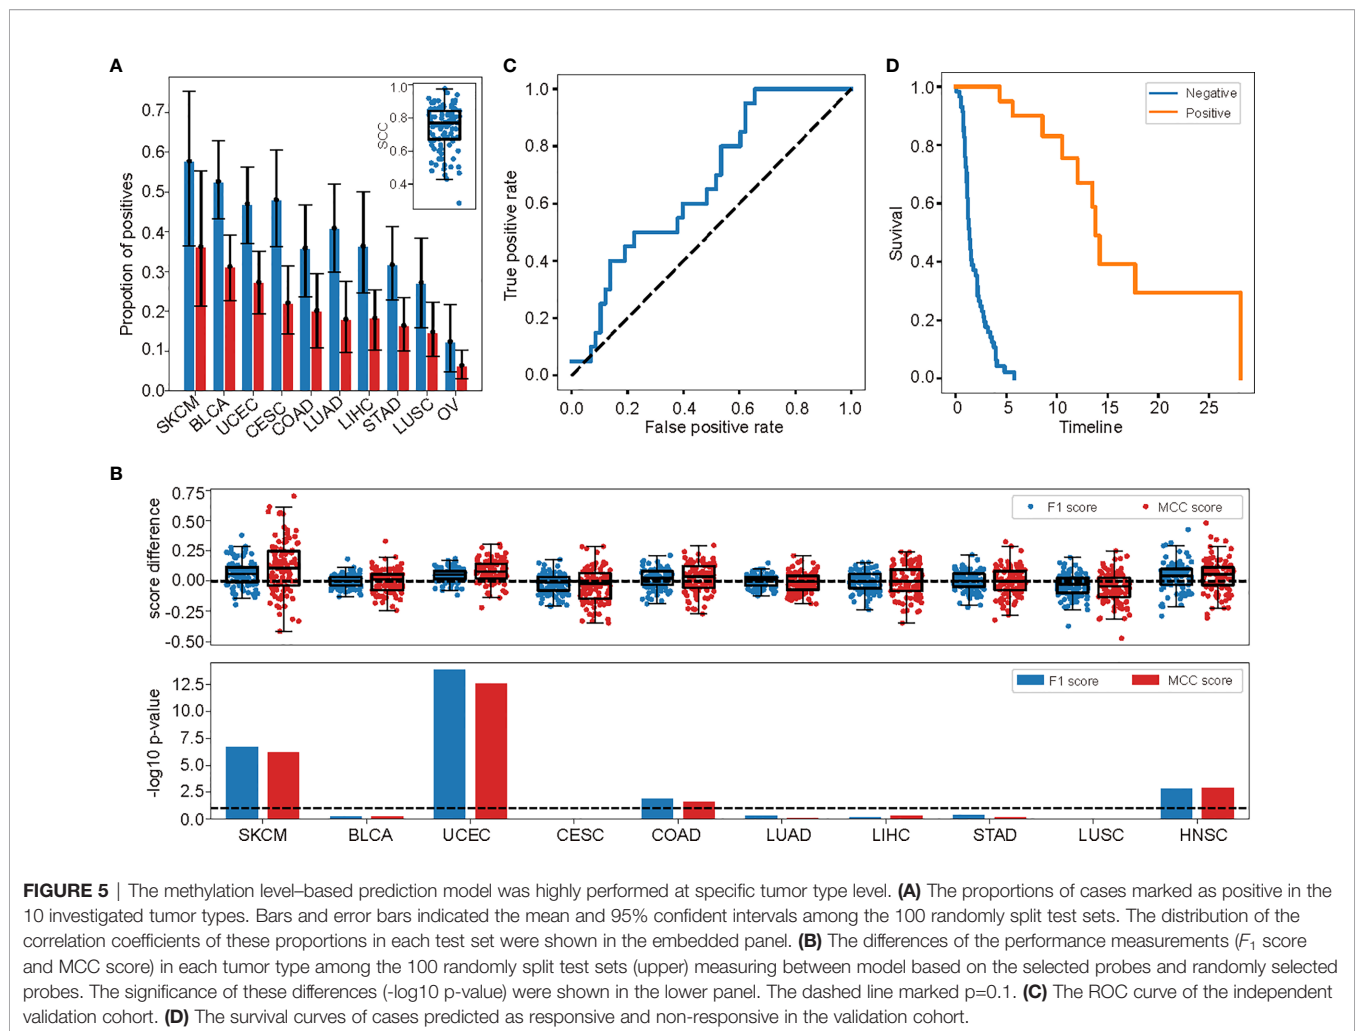 A
Propotion of positives
0.7
0.6
0.5
0.4
0.3
0.2
0.1
0.0
SKCM
BLCA
UCEC
CESC
COAD
LUAD
LIHC
STAD
LUSC
OV
SCC
1.0
0.8
0.6
0.4
C
True positive rate
1.0
0.8
0.6
0.4
0.2
0.0
0.0 0.2 0.4 0.6 0.8 1.0
False positive rate
D
Suvival
1.0
0.8
0.6
0.4
0.2
0.0
Negative
Positive
0 5 10 15 20 25
Timeline
B
score difference
0.75
0.50
0.25
0.00
-0.25
-0.50
F1 score MCC score
-log10 p-value
12.5
10.0
7.5
5.0
2.5
0.0
F1 score MCC score
SKCM BLCA UCEC CESC COAD LUAD LIHC STAD LUSC HNSC
FIGURE 5 | The methylation level–based prediction model was highly performed at specific tumor type level. (A) The proportions of cases marked as positive in the
10 investigated tumor types. Bars and error bars indicated the mean and 95% confident intervals among the 100 randomly split test sets. The distribution of the
correlation coefficients of these proportions in each test set were shown in the embedded panel. (B) The differences of the performance measurements (F1 score
and MCC score) in each tumor type among the 100 randomly split test sets (upper) measuring between model based on the selected probes and randomly selected
probes. The significance of these differences (-log10 p-value) were shown in the lower panel. The dashed line marked p=0.1. (C) The ROC curve of the independent
validation cohort. (D) The survival curves of cases predicted as responsive and non-responsive in the validation cohort.